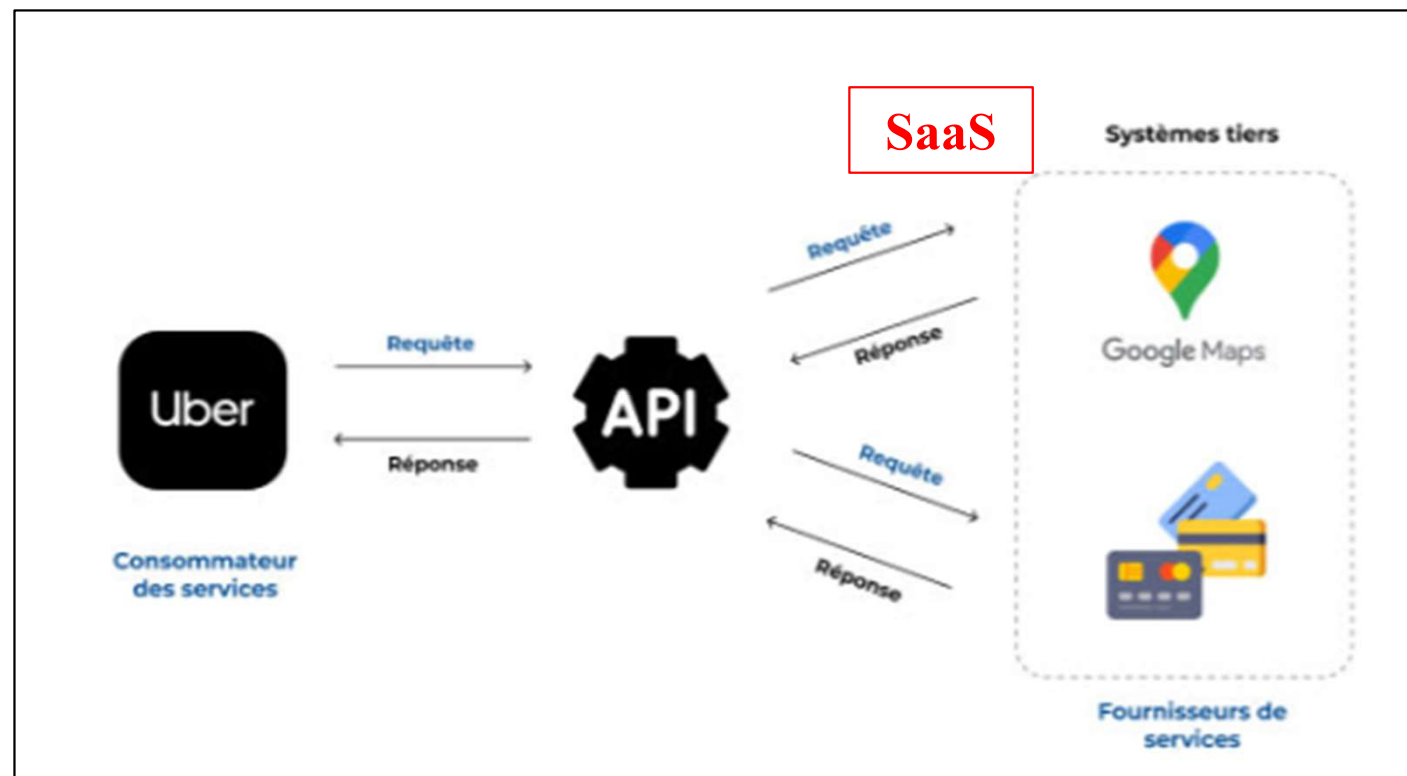 SaaS
Systèmes tiers
Requête
Réponse
Google Maps
Requête
Réponse
Uber
API
Requête
Réponse
Consommateur
des services
Fournisseurs de
services